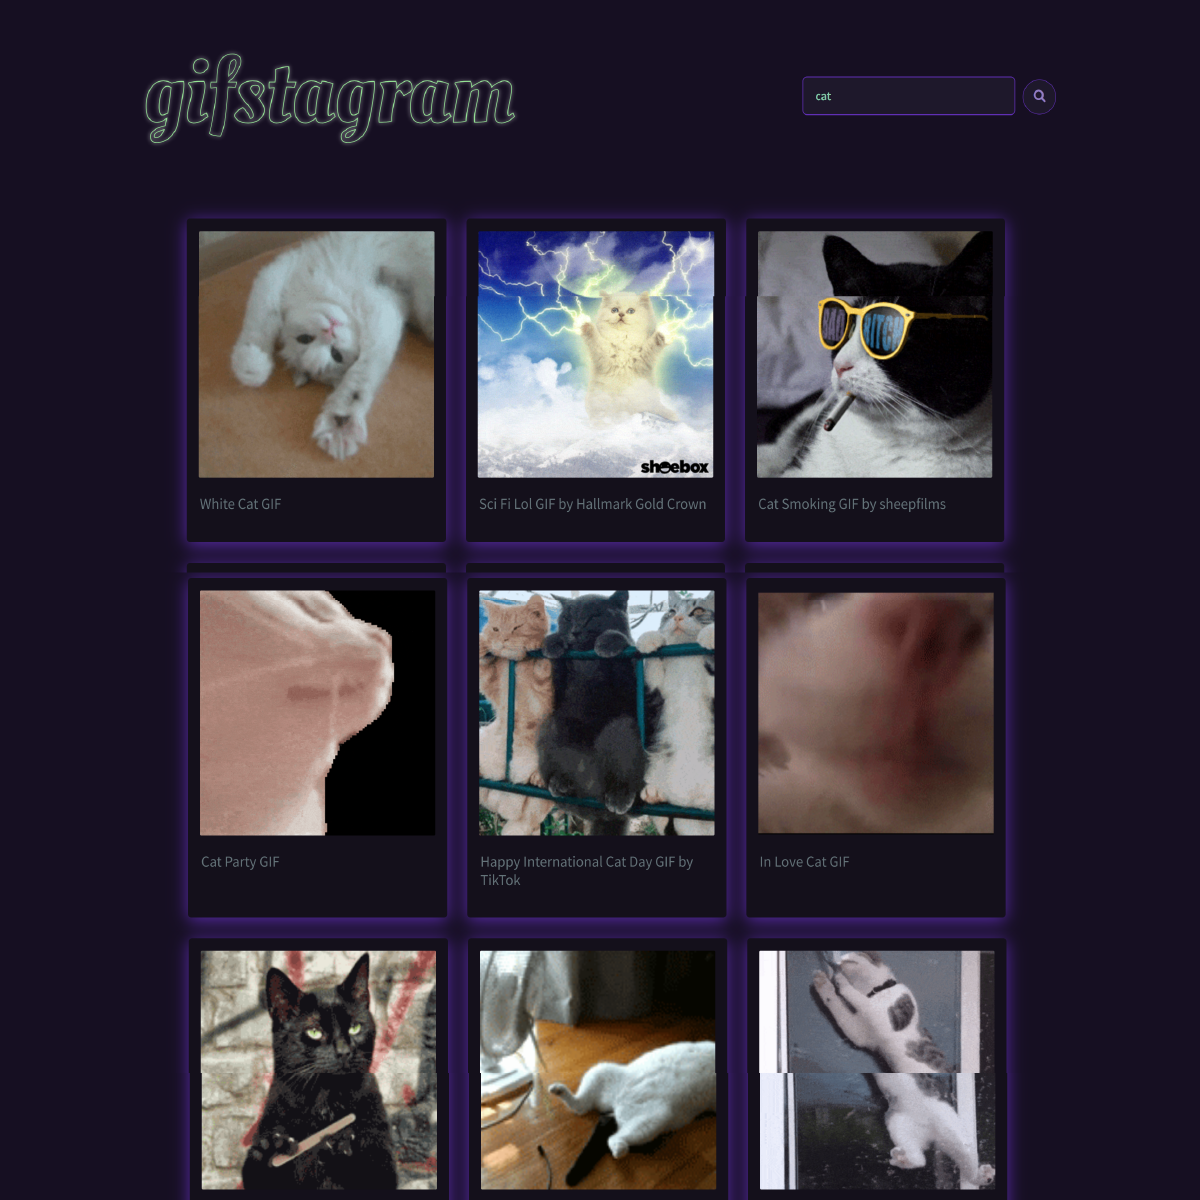 gifstagram
cat
shoebox
BAD BITCH
White Cat GIF
Sci Fi Lol GIF by Hallmark Gold Crown
Cat Smoking GIF by sheepfilms
Cat Party GIF
Happy International Cat Day GIF by
TikTok
In Love Cat GIF